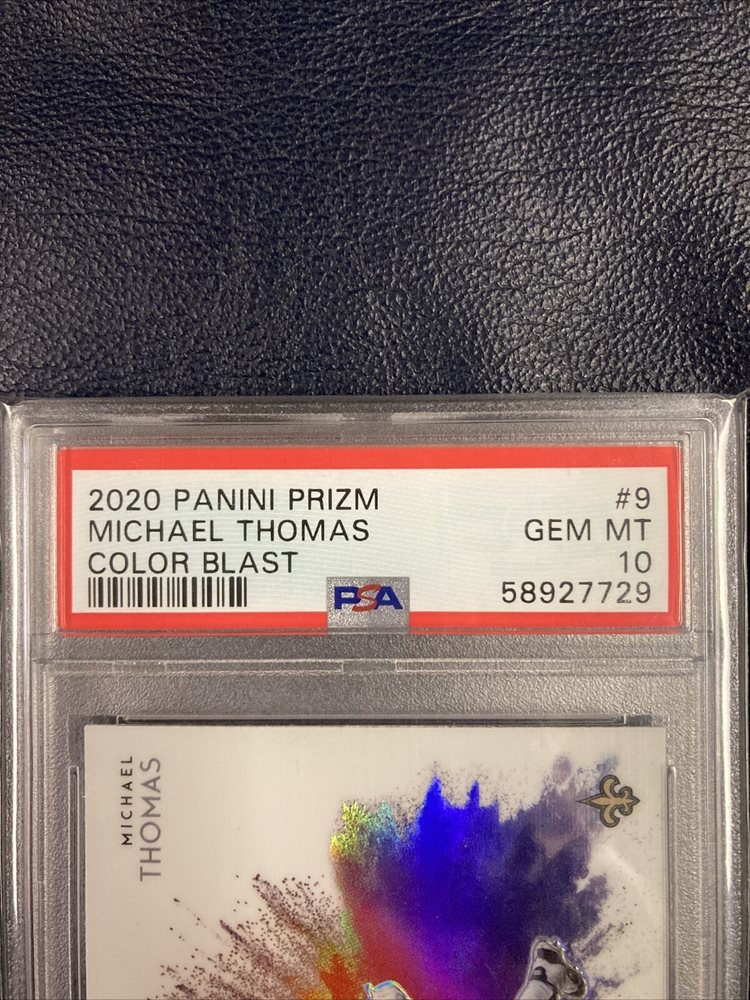 2020 PANINI PRIZM #9
MICHAEL THOMAS GEM MT
COLOR BLAST 10
PSA 58927729
MICHAEL
THOMAS